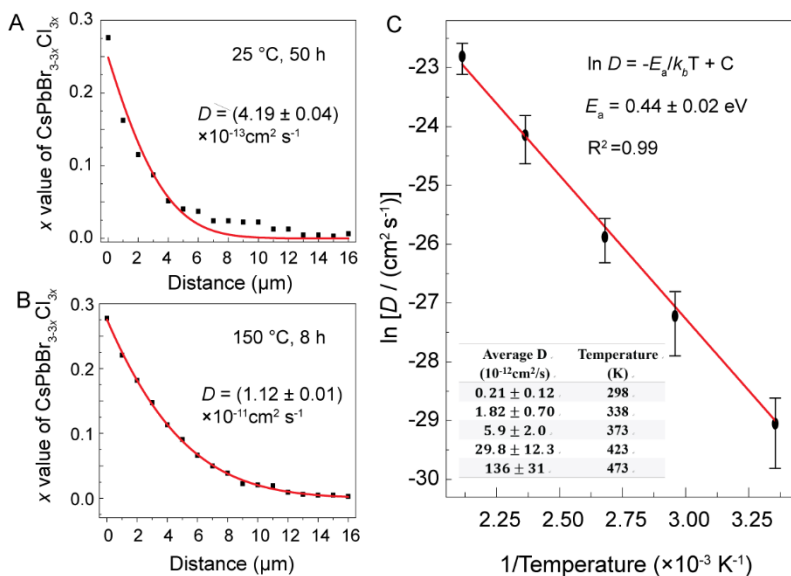 A
0.3
0.2
0.1
0.0
x value of CsPbBr3-3xCl3x
25 °C, 50 h
D = (4.19 ± 0.04)
×10-13cm² s⁻¹
0 2 4 6 8 10 12 14 16
Distance (µm)
B
0.3
0.2
0.1
0.0
x value of CsPbBr3-3xCl3x
150 °C, 8 h
D = (1.12 ± 0.01)
×10-11cm² s⁻¹
0 2 4 6 8 10 12 14 16
Distance (µm)
C
-23
-24
-25
-26
-27
-28
-29
-30
ln [D / (cm² s⁻¹)]
ln D = -Ea/kbT + C
Ea = 0.44 ± 0.02 eV
R² =0.99
Average D Temperature
(10⁻¹²cm²/s) (K)
0.21 ± 0.12 298
1.82 ± 0.70 338
5.9 ± 2.0 373
29.8 ± 12.3 423
136 ± 31 473
2.25 2.50 2.75 3.00 3.25
1/Temperature (×10⁻³ K⁻¹)